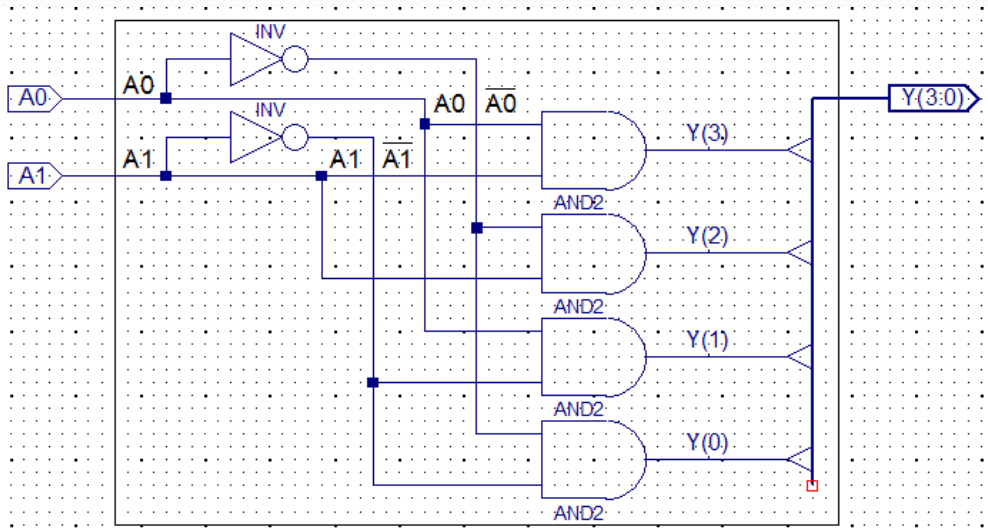 INV
A0
A0
A0
A̅0̅
Y(3:0)
INV
Y(3)
A1
A1
A1
A̅1̅
AND2
Y(2)
AND2
Y(1)
AND2
Y(0)
AND2